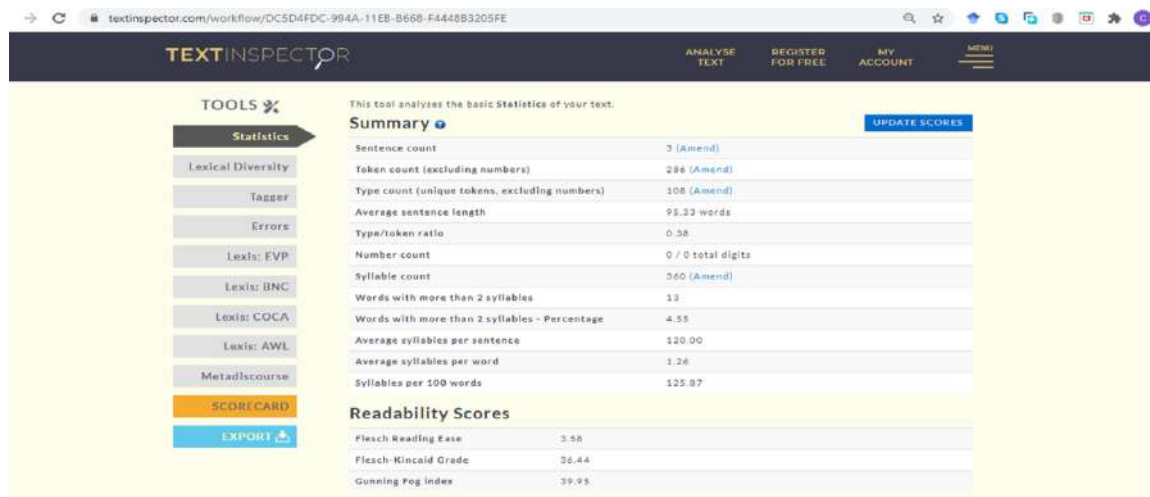 textinspector.com/workflow/DC5D4FDC-994A-11EB-B668-F4448B3205FE
TEXTINSPECTOR
ANALYSE TEXT
REGISTER FOR FREE
MY ACCOUNT
MENU
TOOLS
Statistics
Lexical Diversity
Tagger
Errors
Lexis: EVP
Lexis: BNC
Lexis: COCA
Lexis: AWL
Metadiscourse
SCORECARD
EXPORT
This tool analyses the basic Statistics of your text.
Summary
UPDATE SCORES
Sentence count 3 (Amend)
Token count (excluding numbers) 286 (Amend)
Type count (unique tokens, excluding numbers) 108 (Amend)
Average sentence length 95.33 words
Type/token ratio 0.38
Number count 0 / 0 total digits
Syllable count 360 (Amend)
Words with more than 2 syllables 13
Words with more than 2 syllables - Percentage 4.55
Average syllables per sentence 120.00
Average syllables per word 1.26
Syllables per 100 words 125.87
Readability Scores
Flesch Reading Ease 3.58
Flesch-Kincaid Grade 36.44
Gunning Fog index 39.95